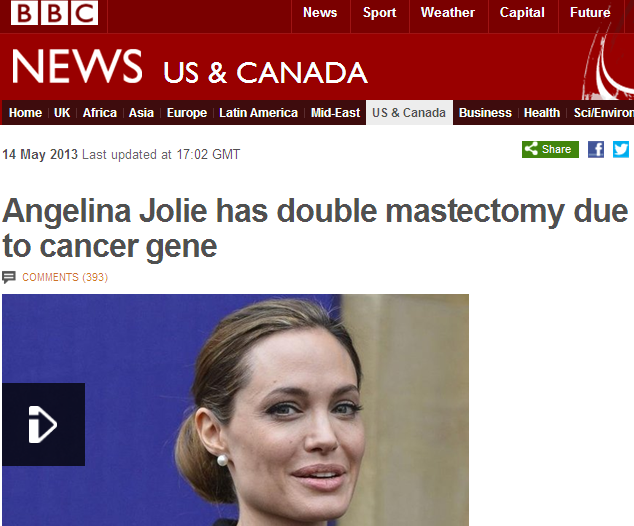 BBC News Sport Weather Capital Future
NEWS US & CANADA
Home UK Africa Asia Europe Latin America Mid-East US & Canada Business Health Sci/Environ
14 May 2013 Last updated at 17:02 GMT Share
Angelina Jolie has double mastectomy due
to cancer gene
COMMENTS (393)